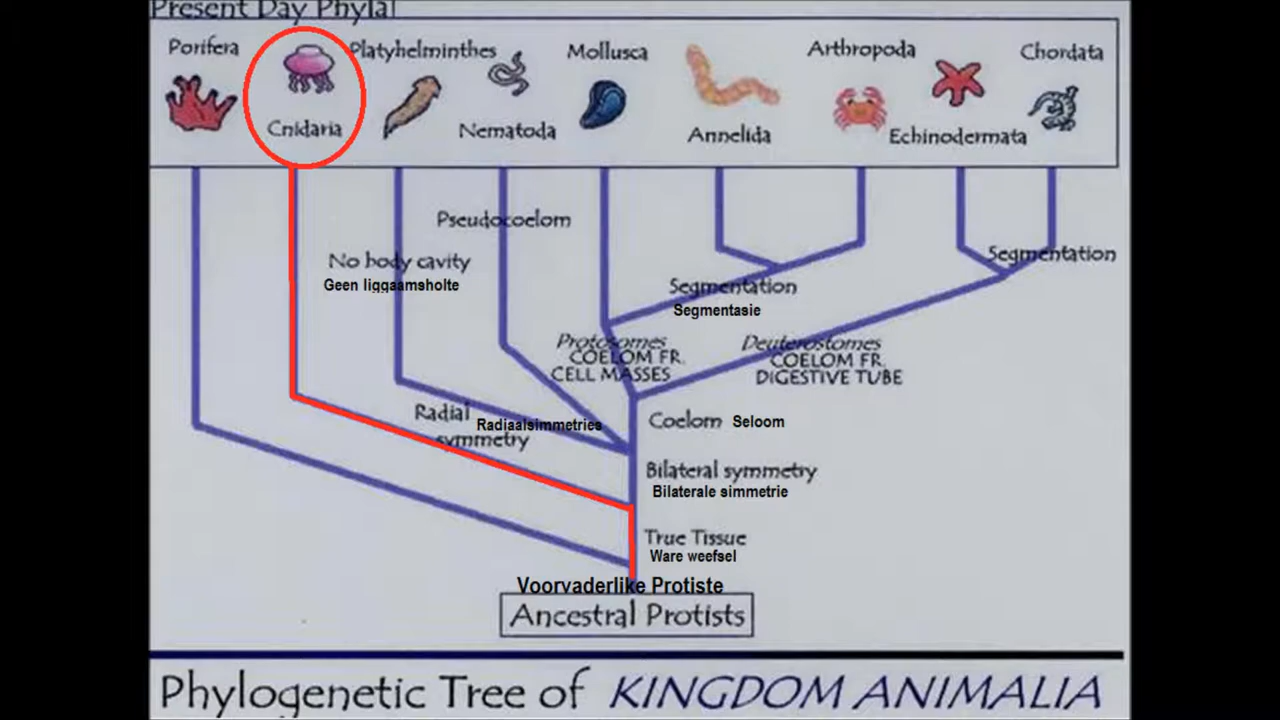 Present Day Phyla!
Porifera
Cnidaria
Platyhelminthes
Nematoda
Mollusca
Annelida
Arthropoda
Echinodermata
Chordata
Pseudocoelom
No body cavity
Geen liggaamsholte
Segmentation
Segmentation
Segmentasie
Protosomes
COELOM FR.
CELL MASSES
Deuterostomes
COELOM FR.
DIGESTIVE TUBE
Radial
symmetry
Radiaalsimmetries
Coelom Seloom
Bilateral symmetry
Bilaterale simmetrie
True Tissue
Ware weefsel
Voorvaderlike Protiste
Ancestral Protists
Phylogenetic Tree of KINGDOM ANIMALIA